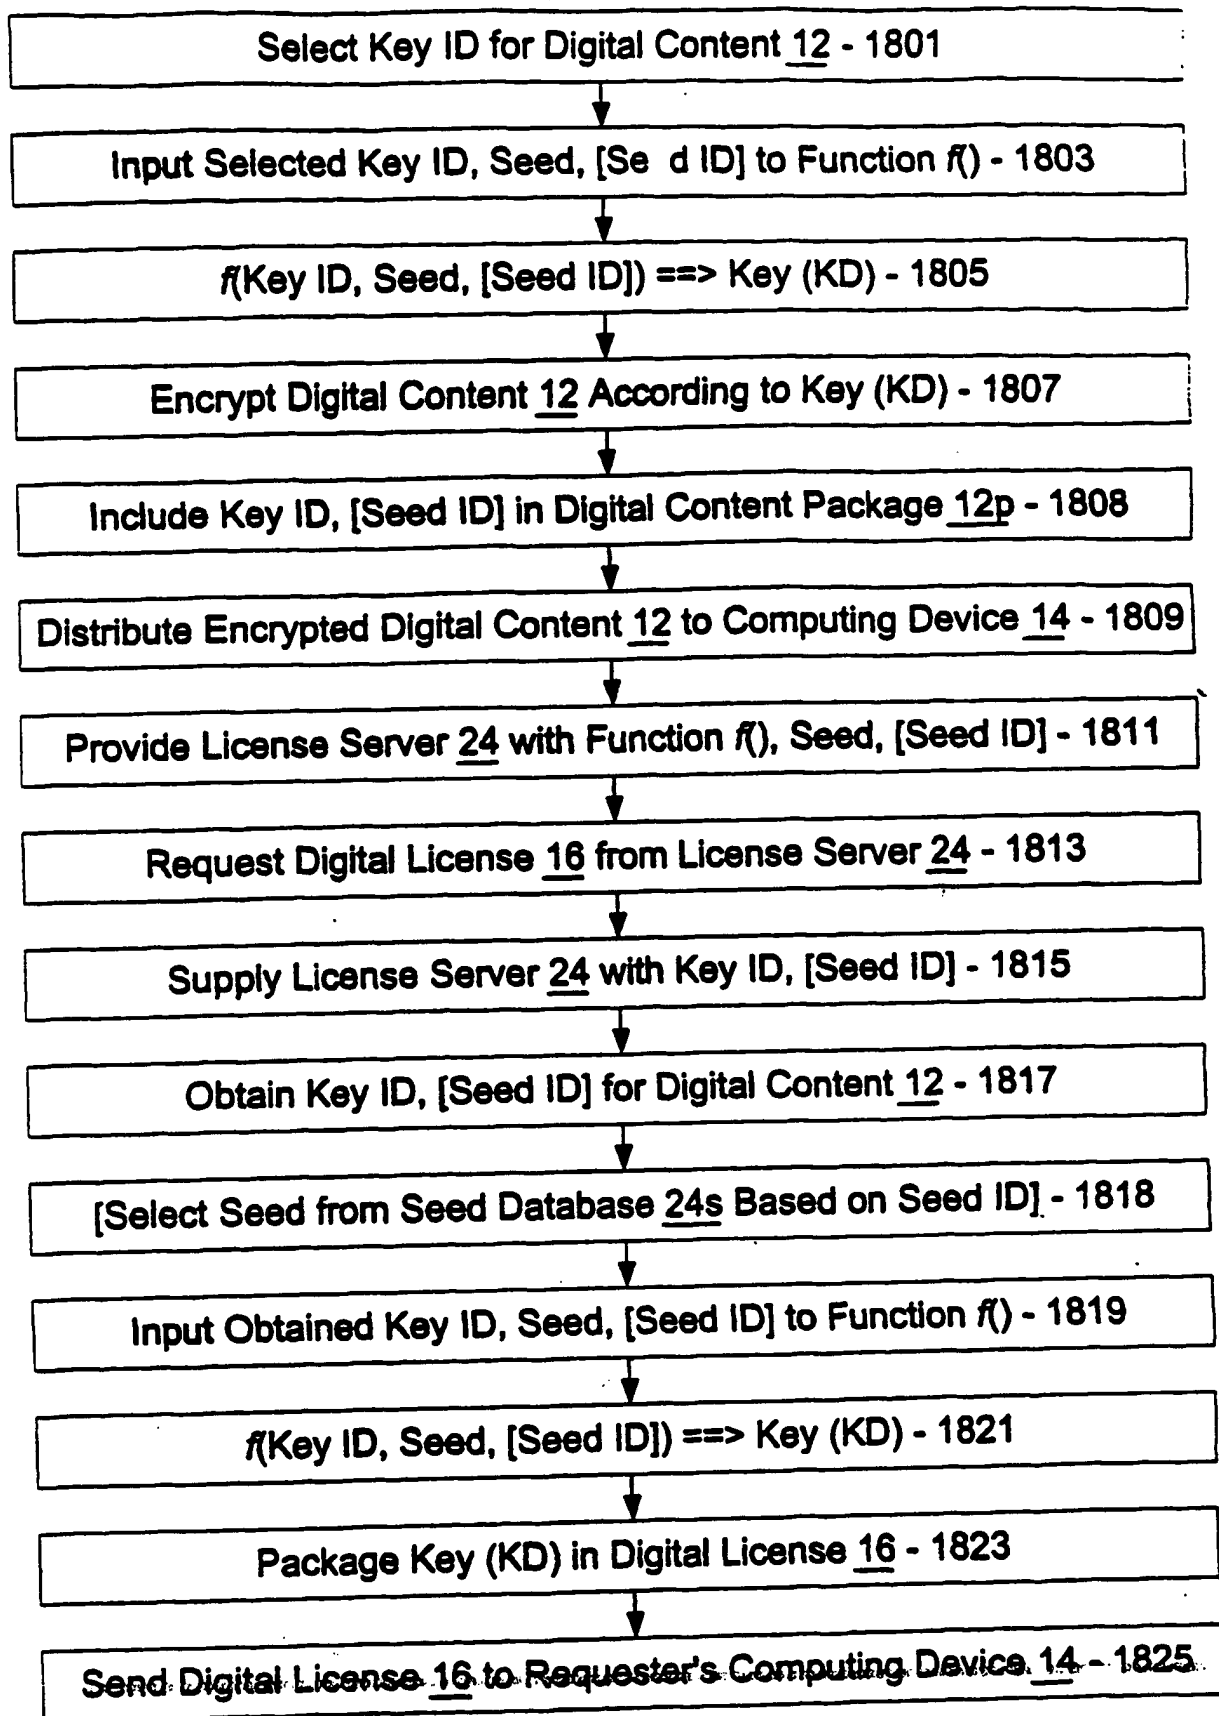 Select Key ID for Digital Content 12 - 1801
Input Selected Key ID, Seed, [Se d ID] to Function f() - 1803
f(Key ID, Seed, [Seed ID]) ==> Key (KD) - 1805
Encrypt Digital Content 12 According to Key (KD) - 1807
Include Key ID, [Seed ID] in Digital Content Package 12p - 1808
Distribute Encrypted Digital Content 12 to Computing Device 14 - 1809
Provide License Server 24 with Function f(), Seed, [Seed ID] - 1811
Request Digital License 16 from License Server 24 - 1813
Supply License Server 24 with Key ID, [Seed ID] - 1815
Obtain Key ID, [Seed ID] for Digital Content 12 - 1817
[Select Seed from Seed Database 24s Based on Seed ID] - 1818
Input Obtained Key ID, Seed, [Seed ID] to Function f() - 1819
f(Key ID, Seed, [Seed ID]) ==> Key (KD) - 1821
Package Key (KD) in Digital License 16 - 1823
Send Digital License 16 to Requester's Computing Device 14 - 1825